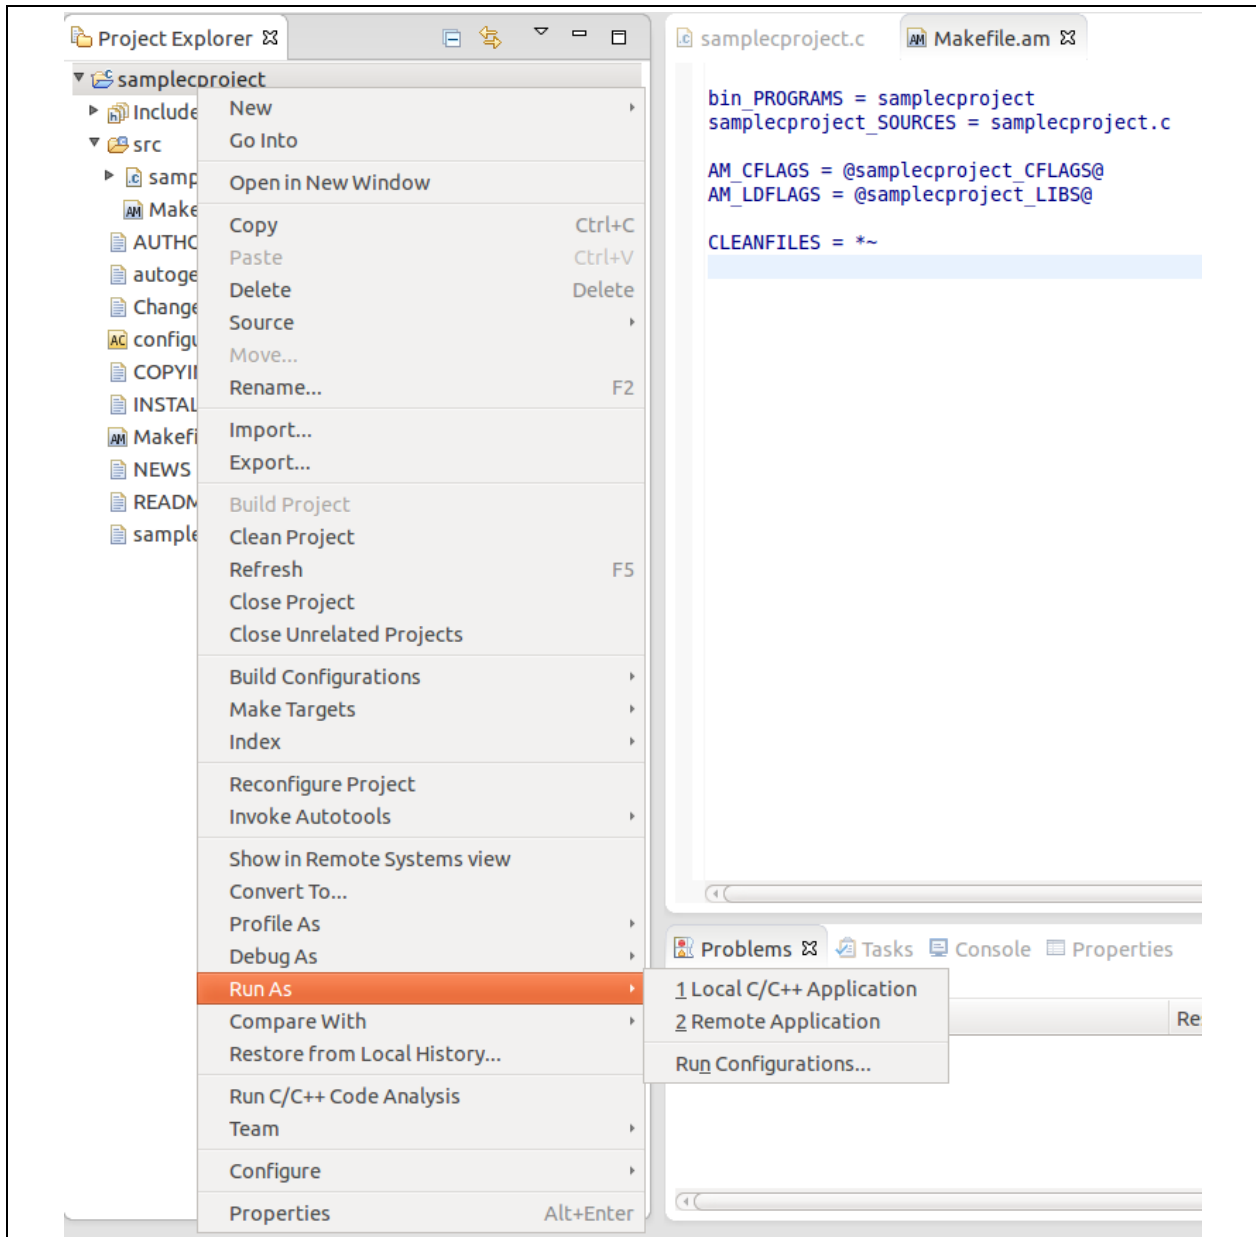 Project Explorer
samplecproject
Include
src
samp
Make
AUTHO
autoge
Change
AC configu
COPYI
INSTAL
AM Makefi
NEWS
READM
sample
New
Go Into
Open in New Window
Copy Ctrl+C
Paste Ctrl+V
Delete Delete
Source
Move...
Rename... F2
Import...
Export...
Build Project
Clean Project
Refresh F5
Close Project
Close Unrelated Projects
Build Configurations
Make Targets
Index
Reconfigure Project
Invoke Autotools
Show in Remote Systems view
Convert To...
Profile As
Debug As
Run As
Compare With
Restore from Local History...
Run C/C++ Code Analysis
Team
Configure
Properties Alt+Enter
1 Local C/C++ Application
2 Remote Application
Run Configurations...
samplecproject.c Makefile.am
bin_PROGRAMS = samplecproject
samplecproject_SOURCES = samplecproject.c
AM_CFLAGS = @samplecproject_CFLAGS@
AM_LDFLAGS = @samplecproject_LIBS@
CLEANFILES = *~
Problems Tasks Console Properties
Re